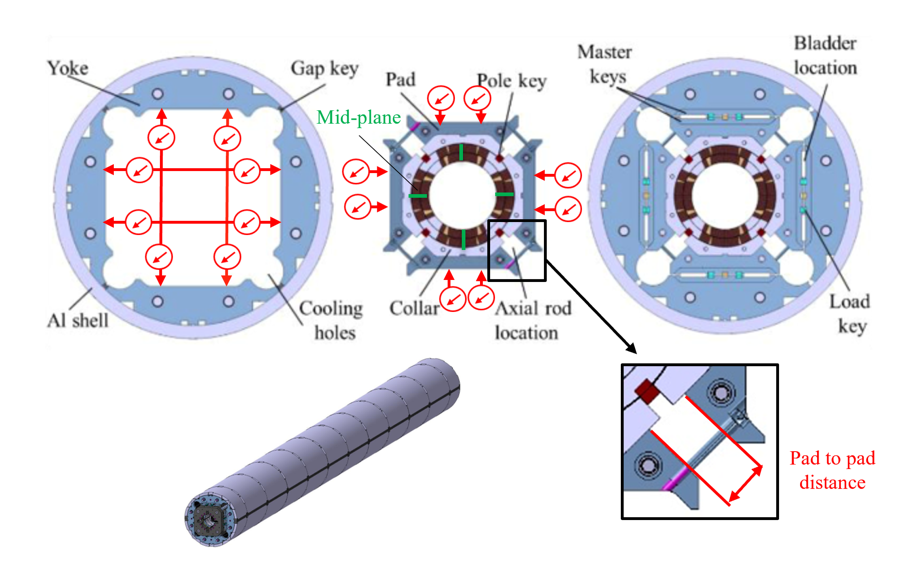 Yoke
Gap key
Pad
Pole key
Master
keys
Bladder
location
Mid-plane
Al shell
Cooling
holes
Collar
Axial rod
location
Load
key
Pad to pad
distance